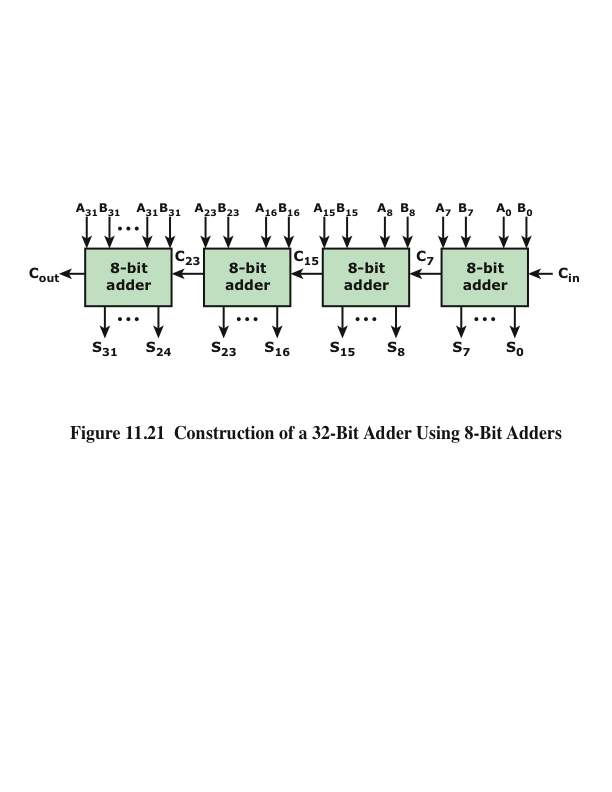 A31 B31 ... A31 B31 A23 B23 A16 B16 A15 B15 A8 B8 A7 B7 A0 B0
Cout 8-bit adder C23 8-bit adder C15 8-bit adder C7 8-bit adder Cin
... ... ... ...
S31 S24 S23 S16 S15 S8 S7 S0
Figure 11.21 Construction of a 32-Bit Adder Using 8-Bit Adders